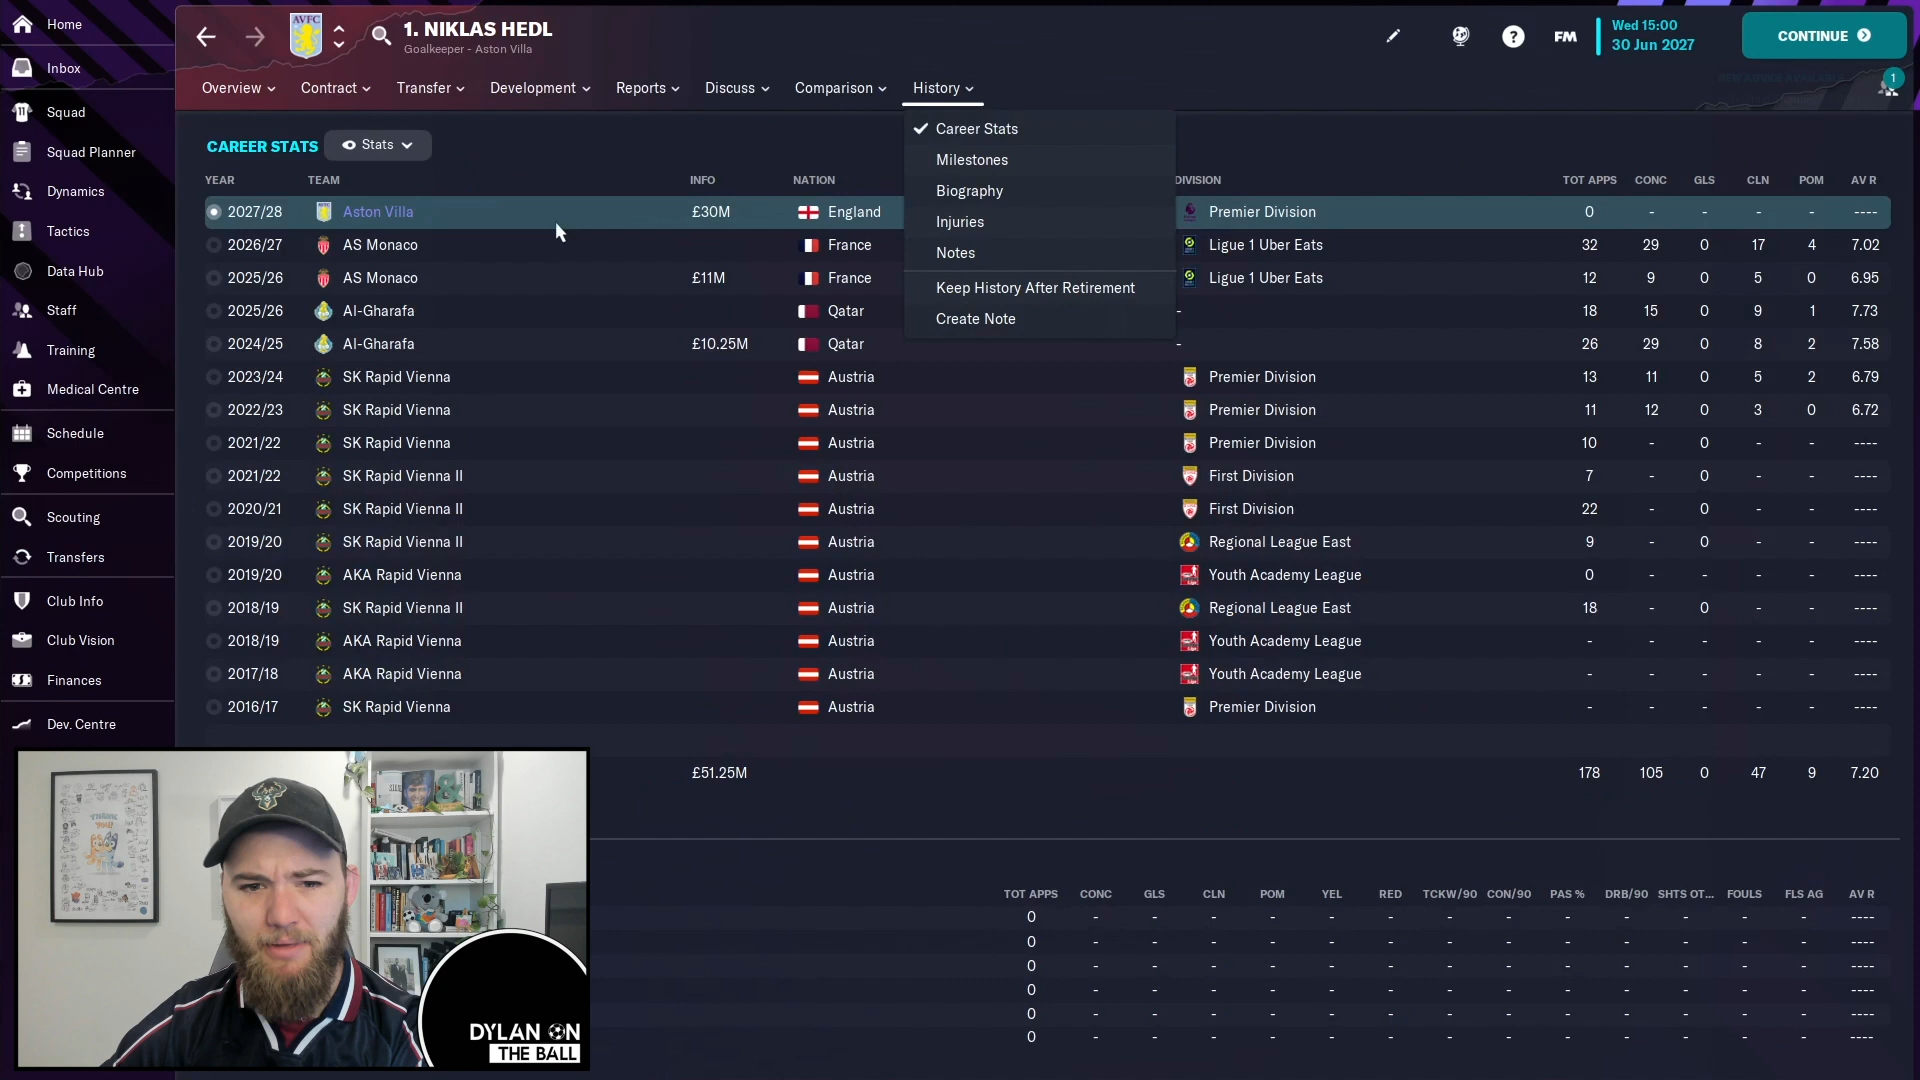 Home
AVFC
1. NIKLAS HEDL
Goalkeeper - Aston Villa
FM
Wed 15:00
30 Jun 2027
CONTINUE
Inbox
Overview Contract Transfer Development Reports Discuss Comparison History
1
Squad
Squad Planner
Dynamics
Tactics
Data Hub
Staff
Training
Medical Centre
Schedule
Competitions
Scouting
Transfers
Club Info
Club Vision
Finances
Dev. Centre
Career Stats
Milestones
Biography
Injuries
Notes
Keep History After Retirement
Create Note
CAREER STATS Stats
YEAR TEAM INFO NATION DIVISION TOT APPS CONC GLS CLN POM AV R
2027/28 Aston Villa £30M England Premier Division 0 - - - - ----
2026/27 AS Monaco France Ligue 1 Uber Eats 32 29 0 17 4 7.02
2025/26 AS Monaco £11M France Ligue 1 Uber Eats 12 9 0 5 0 6.95
2025/26 Al-Gharafa Qatar - 18 15 0 9 1 7.73
2024/25 Al-Gharafa £10.25M Qatar - 26 29 0 8 2 7.58
2023/24 SK Rapid Vienna Austria Premier Division 13 11 0 5 2 6.79
2022/23 SK Rapid Vienna Austria Premier Division 11 12 0 3 0 6.72
2021/22 SK Rapid Vienna Austria Premier Division 10 - 0 - - ----
2021/22 SK Rapid Vienna II Austria First Division 7 - 0 - - ----
2020/21 SK Rapid Vienna II Austria First Division 22 - 0 - - ----
2019/20 SK Rapid Vienna II Austria Regional League East 9 - 0 - - ----
2019/20 AKA Rapid Vienna Austria Youth Academy League 0 - - - - ----
2018/19 SK Rapid Vienna II Austria Regional League East 18 - 0 - - ----
2018/19 AKA Rapid Vienna Austria Youth Academy League - - - - - ----
2017/18 AKA Rapid Vienna Austria Youth Academy League - - - - - ----
2016/17 SK Rapid Vienna Austria Premier Division - - - - - ----
£51.25M 178 105 0 47 9 7.20
TOT APPS CONC GLS CLN POM YEL RED TCKW/90 CON/90 PAS % DRB/90 SHTS OT... FOULS FLS AG AV R
0 - - - - - - - - - - - - - ----
0 - - - - - - - - - - - - - ----
0 - - - - - - - - - - - - - ----
0 - - - - - - - - - - - - - ----
0 - - - - - - - - - - - - - ----
0 - - - - - - - - - - - - - ----
DYLAN ON
THE BALL